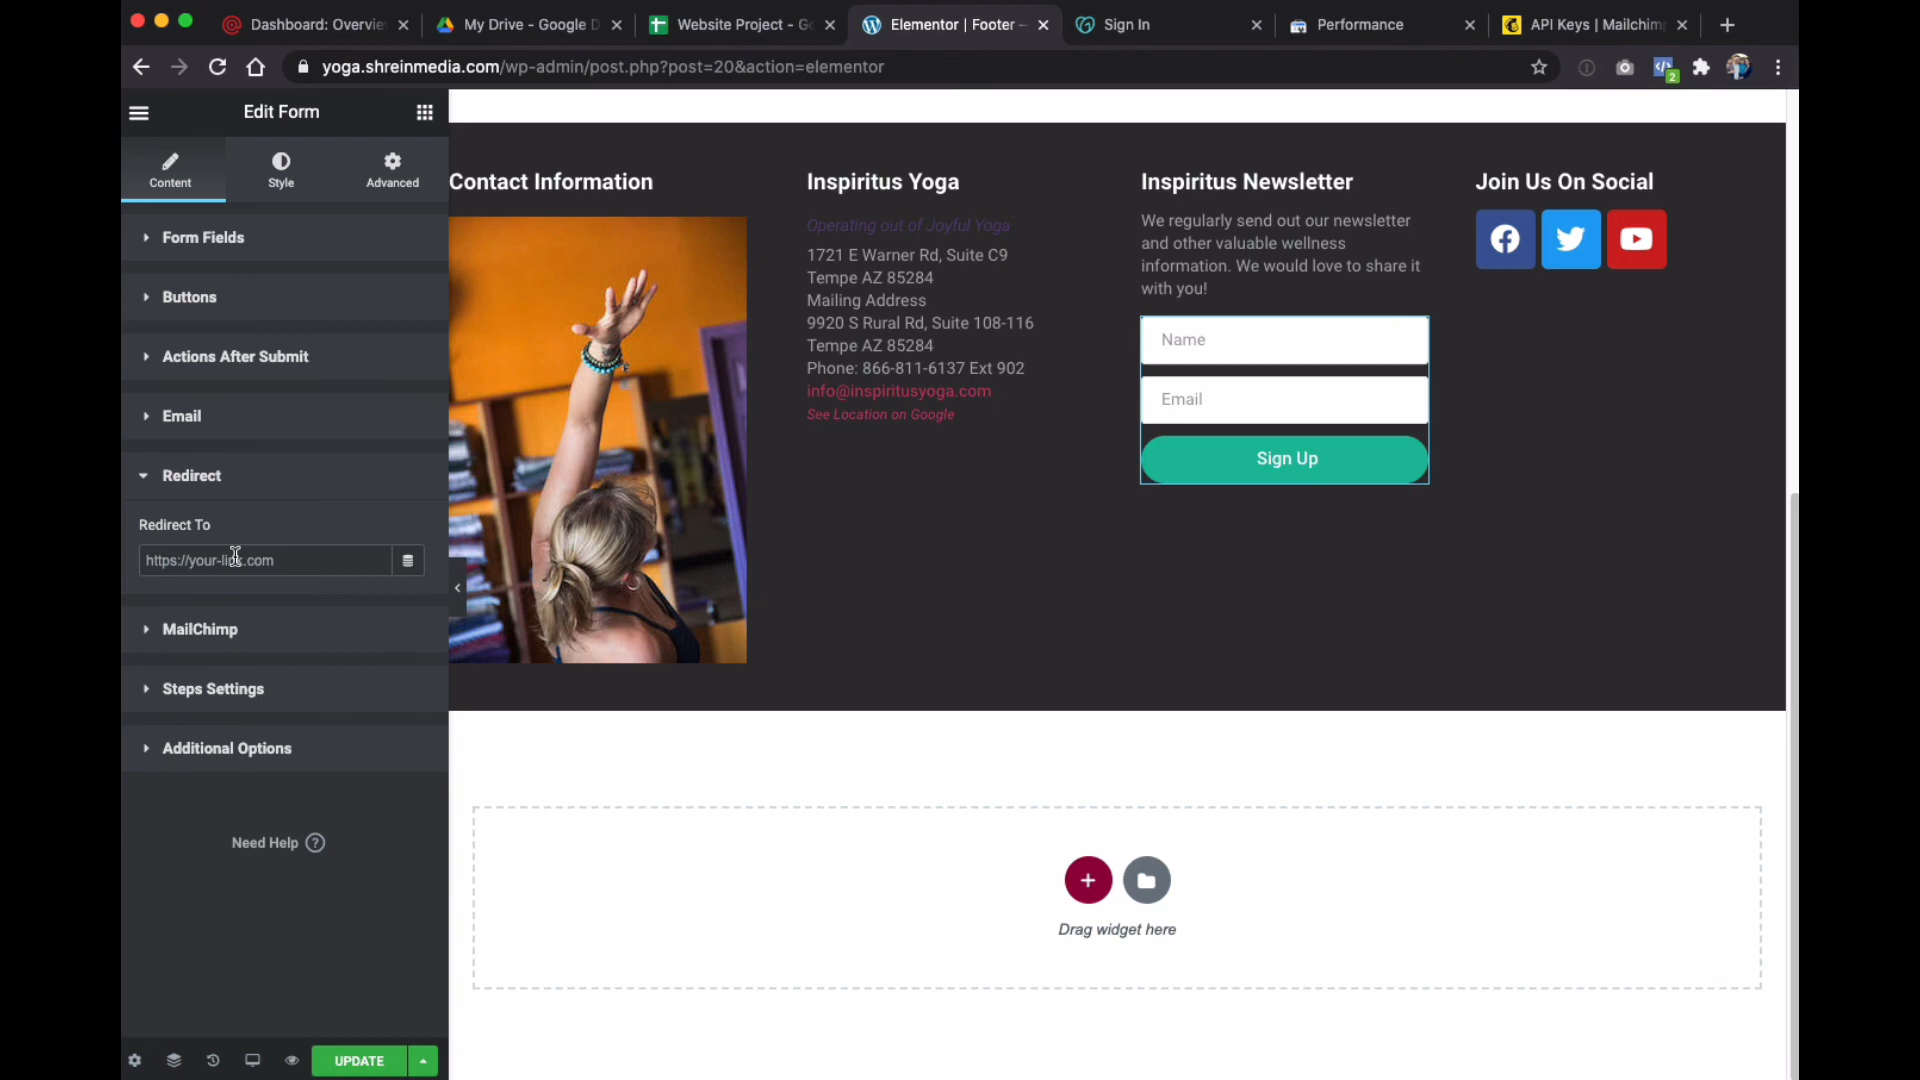 Dashboard: Overvie
My Drive - Google D
Website Project - Go
Elementor | Footer –
Sign In
Performance
API Keys | Mailchimp
yoga.shreinmedia.com/wp-admin/post.php?post=20&action=elementor
2
Edit Form
Content
Style
Advanced
Form Fields
Buttons
Actions After Submit
Email
Redirect
Redirect To
https://your-link.com
MailChimp
Steps Settings
Additional Options
Need Help ?
UPDATE
Contact Information
Inspiritus Yoga
Operating out of Joyful Yoga
1721 E Warner Rd, Suite C9
Tempe AZ 85284
Mailing Address
9920 S Rural Rd, Suite 108-116
Tempe AZ 85284
Phone: 866-811-6137 Ext 902
info@inspiritusyoga.com
See Location on Google
Inspiritus Newsletter
We regularly send out our newsletter
and other valuable wellness
information. We would love to share it
with you!
Name
Email
Sign Up
Join Us On Social
Drag widget here